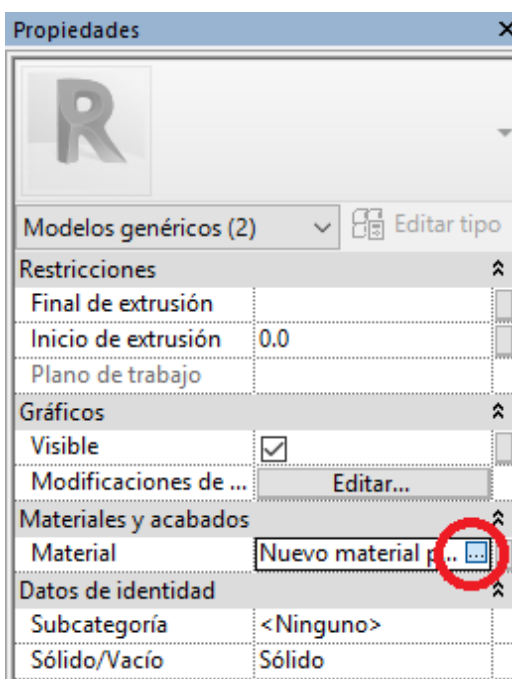 Propiedades
R
Modelos genéricos (2) Editar tipo
Restricciones
Final de extrusión
Inicio de extrusión 0.0
Plano de trabajo
Gráficos
Visible
Modificaciones de ... Editar...
Materiales y acabados
Material Nuevo material p... ...
Datos de identidad
Subcategoría <Ninguno>
Sólido/Vacío Sólido